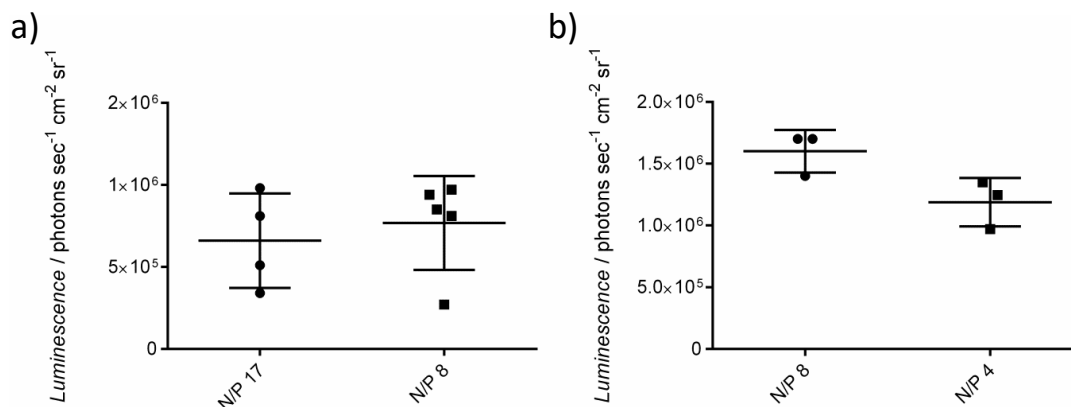 a)
Luminescence / photons sec⁻¹ cm⁻² sr⁻¹
2×10⁶
1×10⁶
5×10⁵
0
N/P 17
N/P 8
b)
Luminescence / photons sec⁻¹ cm⁻² sr⁻¹
2.0×10⁶
1.5×10⁶
1.0×10⁶
5.0×10⁵
0
N/P 8
N/P 4